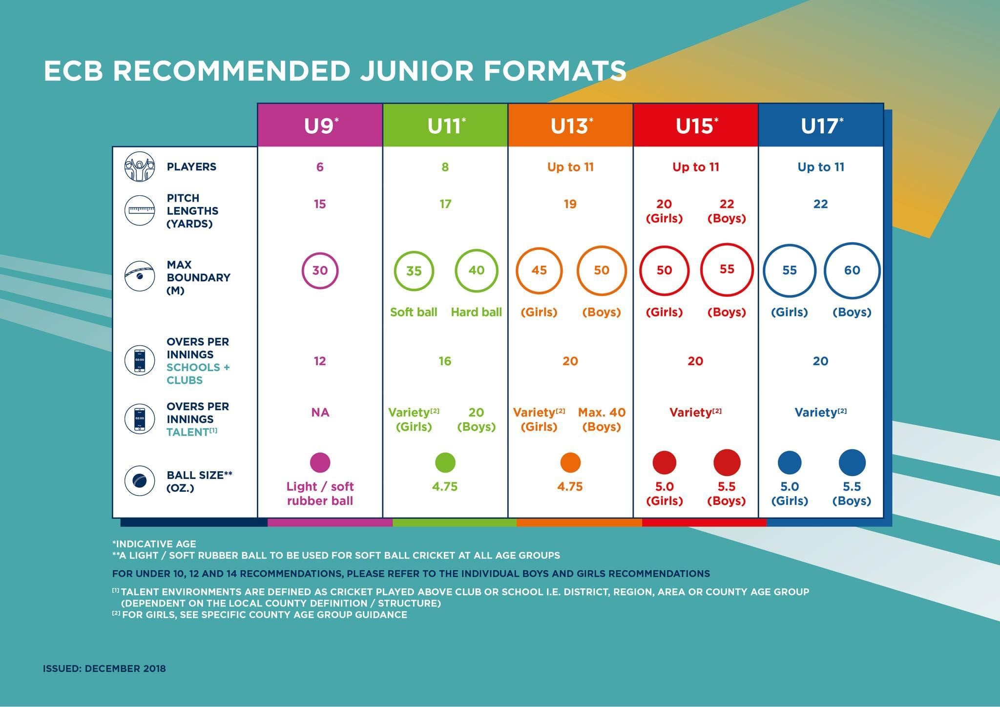 ECB RECOMMENDED JUNIOR FORMATS
U9* U11* U13* U15* U17*
PLAYERS 6 8 Up to 11 Up to 11 Up to 11
PITCH
LENGTHS
(YARDS)
15 17 19 20 22 22
(Girls) (Boys)
MAX
BOUNDARY
(M)
30 35 40 45 50 50 55 55 60
Soft ball Hard ball (Girls) (Boys) (Girls) (Boys) (Girls) (Boys)
OVERS PER
INNINGS
SCHOOLS +
CLUBS
12 16 20 20 20
OVERS PER
INNINGS
TALENT[1]
NA Variety[2] 20 Variety[2] Max. 40 Variety[2] Variety[2]
(Girls) (Boys) (Girls) (Boys)
BALL SIZE**
(OZ.)
Light / soft 4.75 4.75 5.0 5.5 5.0 5.5
rubber ball (Girls) (Boys) (Girls) (Boys)
*INDICATIVE AGE
**A LIGHT / SOFT RUBBER BALL TO BE USED FOR SOFT BALL CRICKET AT ALL AGE GROUPS
FOR UNDER 10, 12 AND 14 RECOMMENDATIONS, PLEASE REFER TO THE INDIVIDUAL BOYS AND GIRLS RECOMMENDATIONS
[1] TALENT ENVIRONMENTS ARE DEFINED AS CRICKET PLAYED ABOVE CLUB OR SCHOOL I.E. DISTRICT, REGION, AREA OR COUNTY AGE GROUP
(DEPENDENT ON THE LOCAL COUNTY DEFINITION / STRUCTURE)
[2] FOR GIRLS, SEE SPECIFIC COUNTY AGE GROUP GUIDANCE
ISSUED: DECEMBER 2018